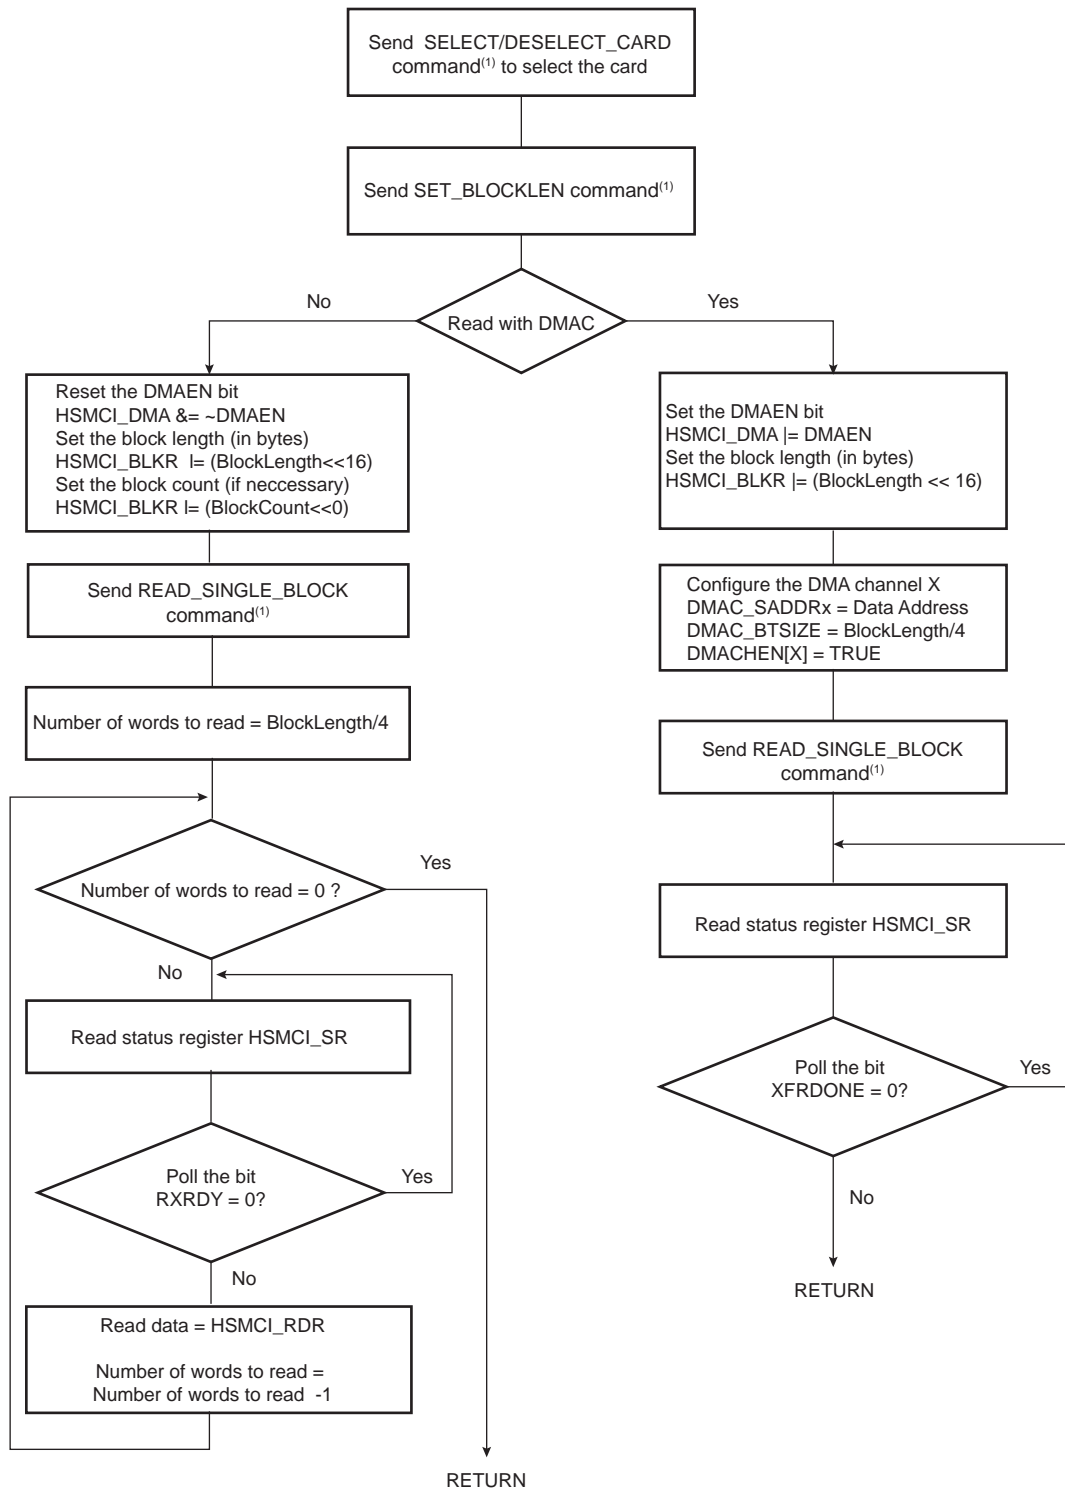 Send SELECT/DESELECT_CARD
command(1) to select the card
Send SET_BLOCKLEN command(1)
No
Yes
Read with DMAC
Reset the DMAEN bit
HSMCI_DMA &= ~DMAEN
Set the block length (in bytes)
HSMCI_BLKR l= (BlockLength<<16)
Set the block count (if neccessary)
HSMCI_BLKR l= (BlockCount<<0)
Send READ_SINGLE_BLOCK
command(1)
Number of words to read = BlockLength/4
Number of words to read = 0 ?
Yes
No
Read status register HSMCI_SR
Poll the bit
RXRDY = 0?
Yes
No
Read data = HSMCI_RDR
Number of words to read =
Number of words to read -1
RETURN
Set the DMAEN bit
HSMCI_DMA |= DMAEN
Set the block length (in bytes)
HSMCI_BLKR |= (BlockLength << 16)
Configure the DMA channel X
DMAC_SADDRx = Data Address
DMAC_BTSIZE = BlockLength/4
DMACHEN[X] = TRUE
Send READ_SINGLE_BLOCK
command(1)
Read status register HSMCI_SR
Poll the bit
XFRDONE = 0?
Yes
No
RETURN